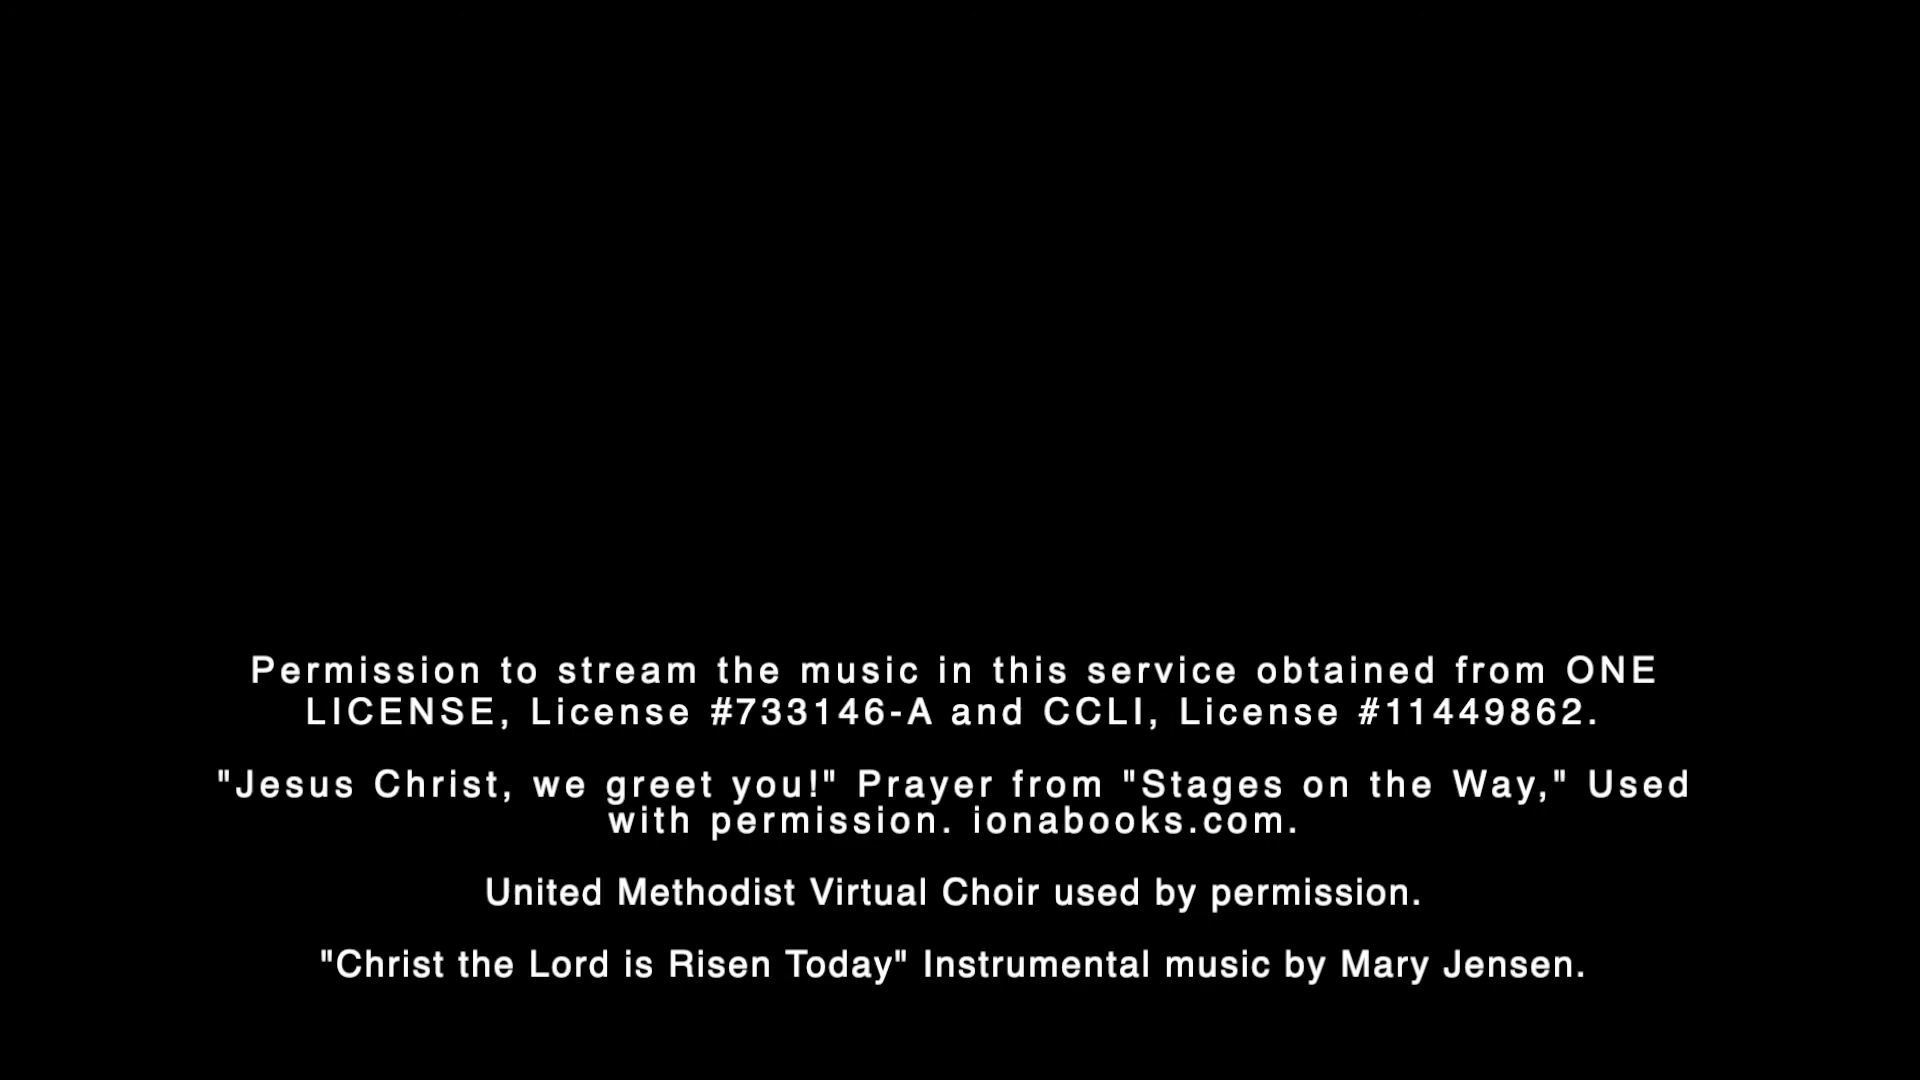 Permission to stream the music in this service obtained from ONE
LICENSE, License #733146-A and CCLI, License #11449862.
"Jesus Christ, we greet you!" Prayer from "Stages on the Way," Used
with permission. ionabooks.com.
United Methodist Virtual Choir used by permission.
"Christ the Lord is Risen Today" Instrumental music by Mary Jensen.